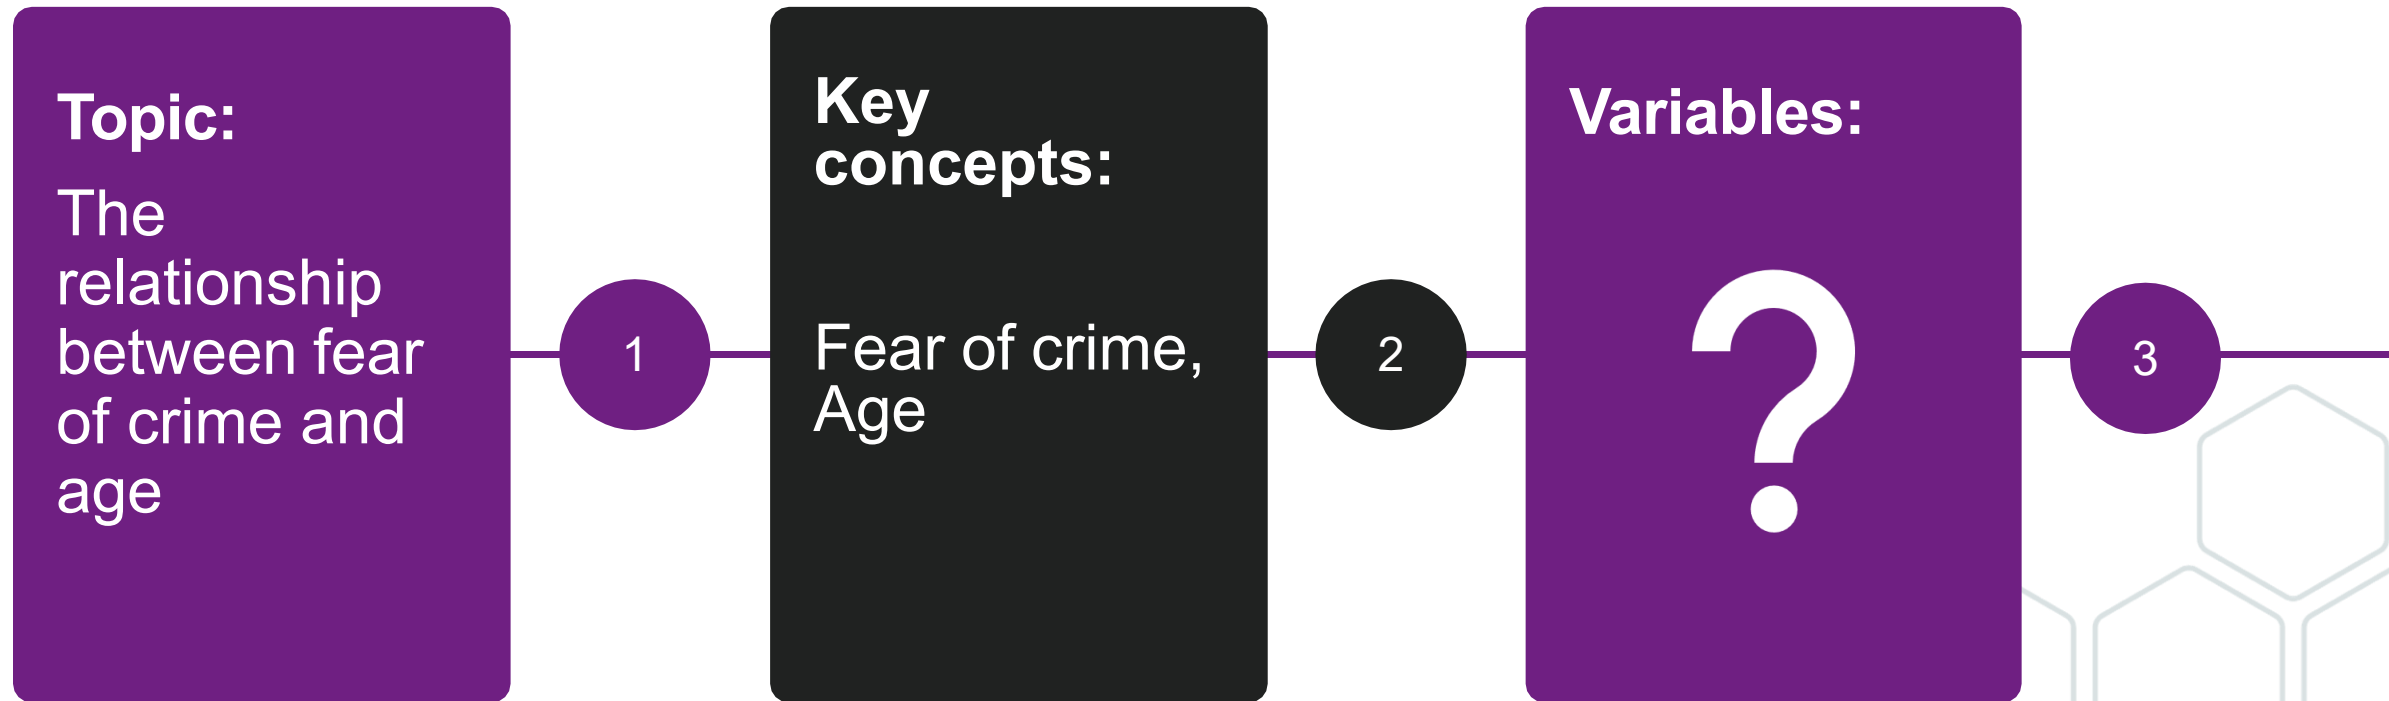 Topic:
The
relationship
between fear
of crime and
age
1
Key
concepts:
Fear of crime,
Age
2
Variables:
?
3